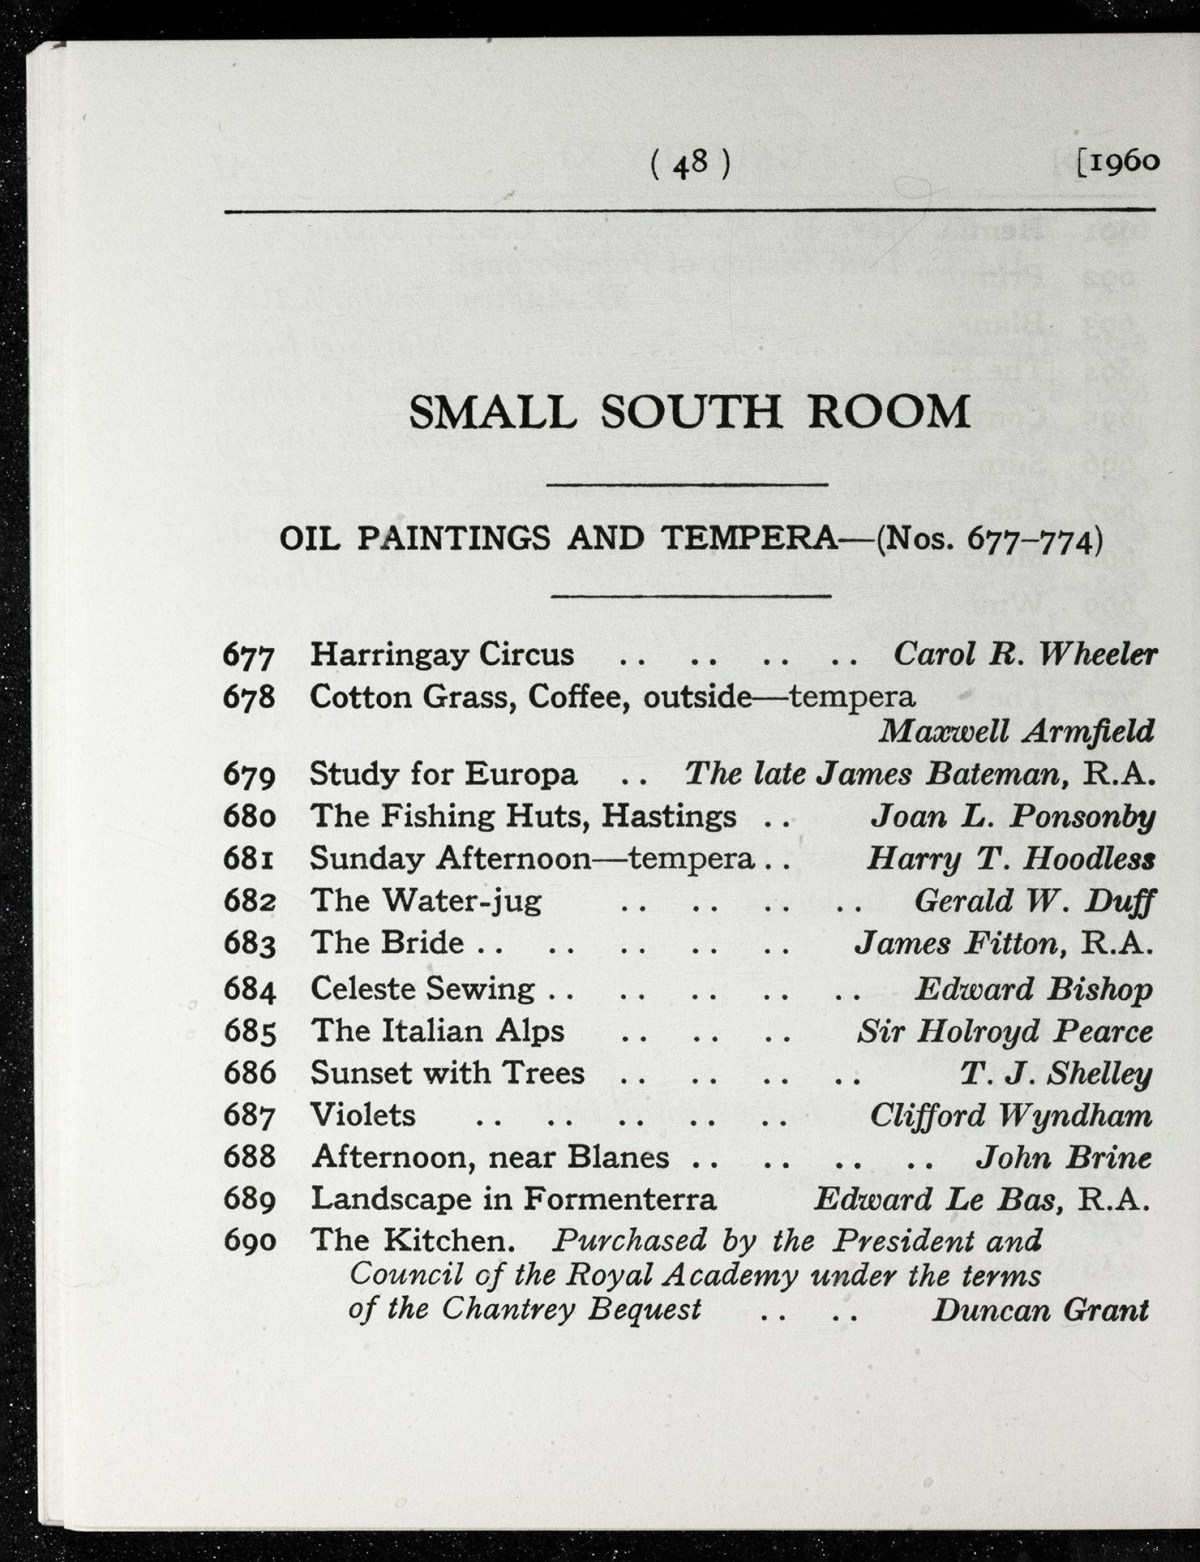 ( 48 ) [1960
SMALL SOUTH ROOM
OIL PAINTINGS AND TEMPERA—(Nos. 677–774)
677 Harringay Circus .. .. .. .. Carol R. Wheeler
678 Cotton Grass, Coffee, outside—tempera
Maxwell Armfield
679 Study for Europa .. The late James Bateman, R.A.
680 The Fishing Huts, Hastings .. Joan L. Ponsonby
681 Sunday Afternoon—tempera .. Harry T. Hoodless
682 The Water-jug .. .. .. .. Gerald W. Duff
683 The Bride .. .. .. .. .. James Fitton, R.A.
684 Celeste Sewing .. .. .. .. .. Edward Bishop
685 The Italian Alps .. .. .. Sir Holroyd Pearce
686 Sunset with Trees .. .. .. .. T. J. Shelley
687 Violets .. .. .. .. .. Clifford Wyndham
688 Afternoon, near Blanes .. .. .. .. John Brine
689 Landscape in Formenterra Edward Le Bas, R.A.
690 The Kitchen. Purchased by the President and
Council of the Royal Academy under the terms
of the Chantrey Bequest .. .. Duncan Grant